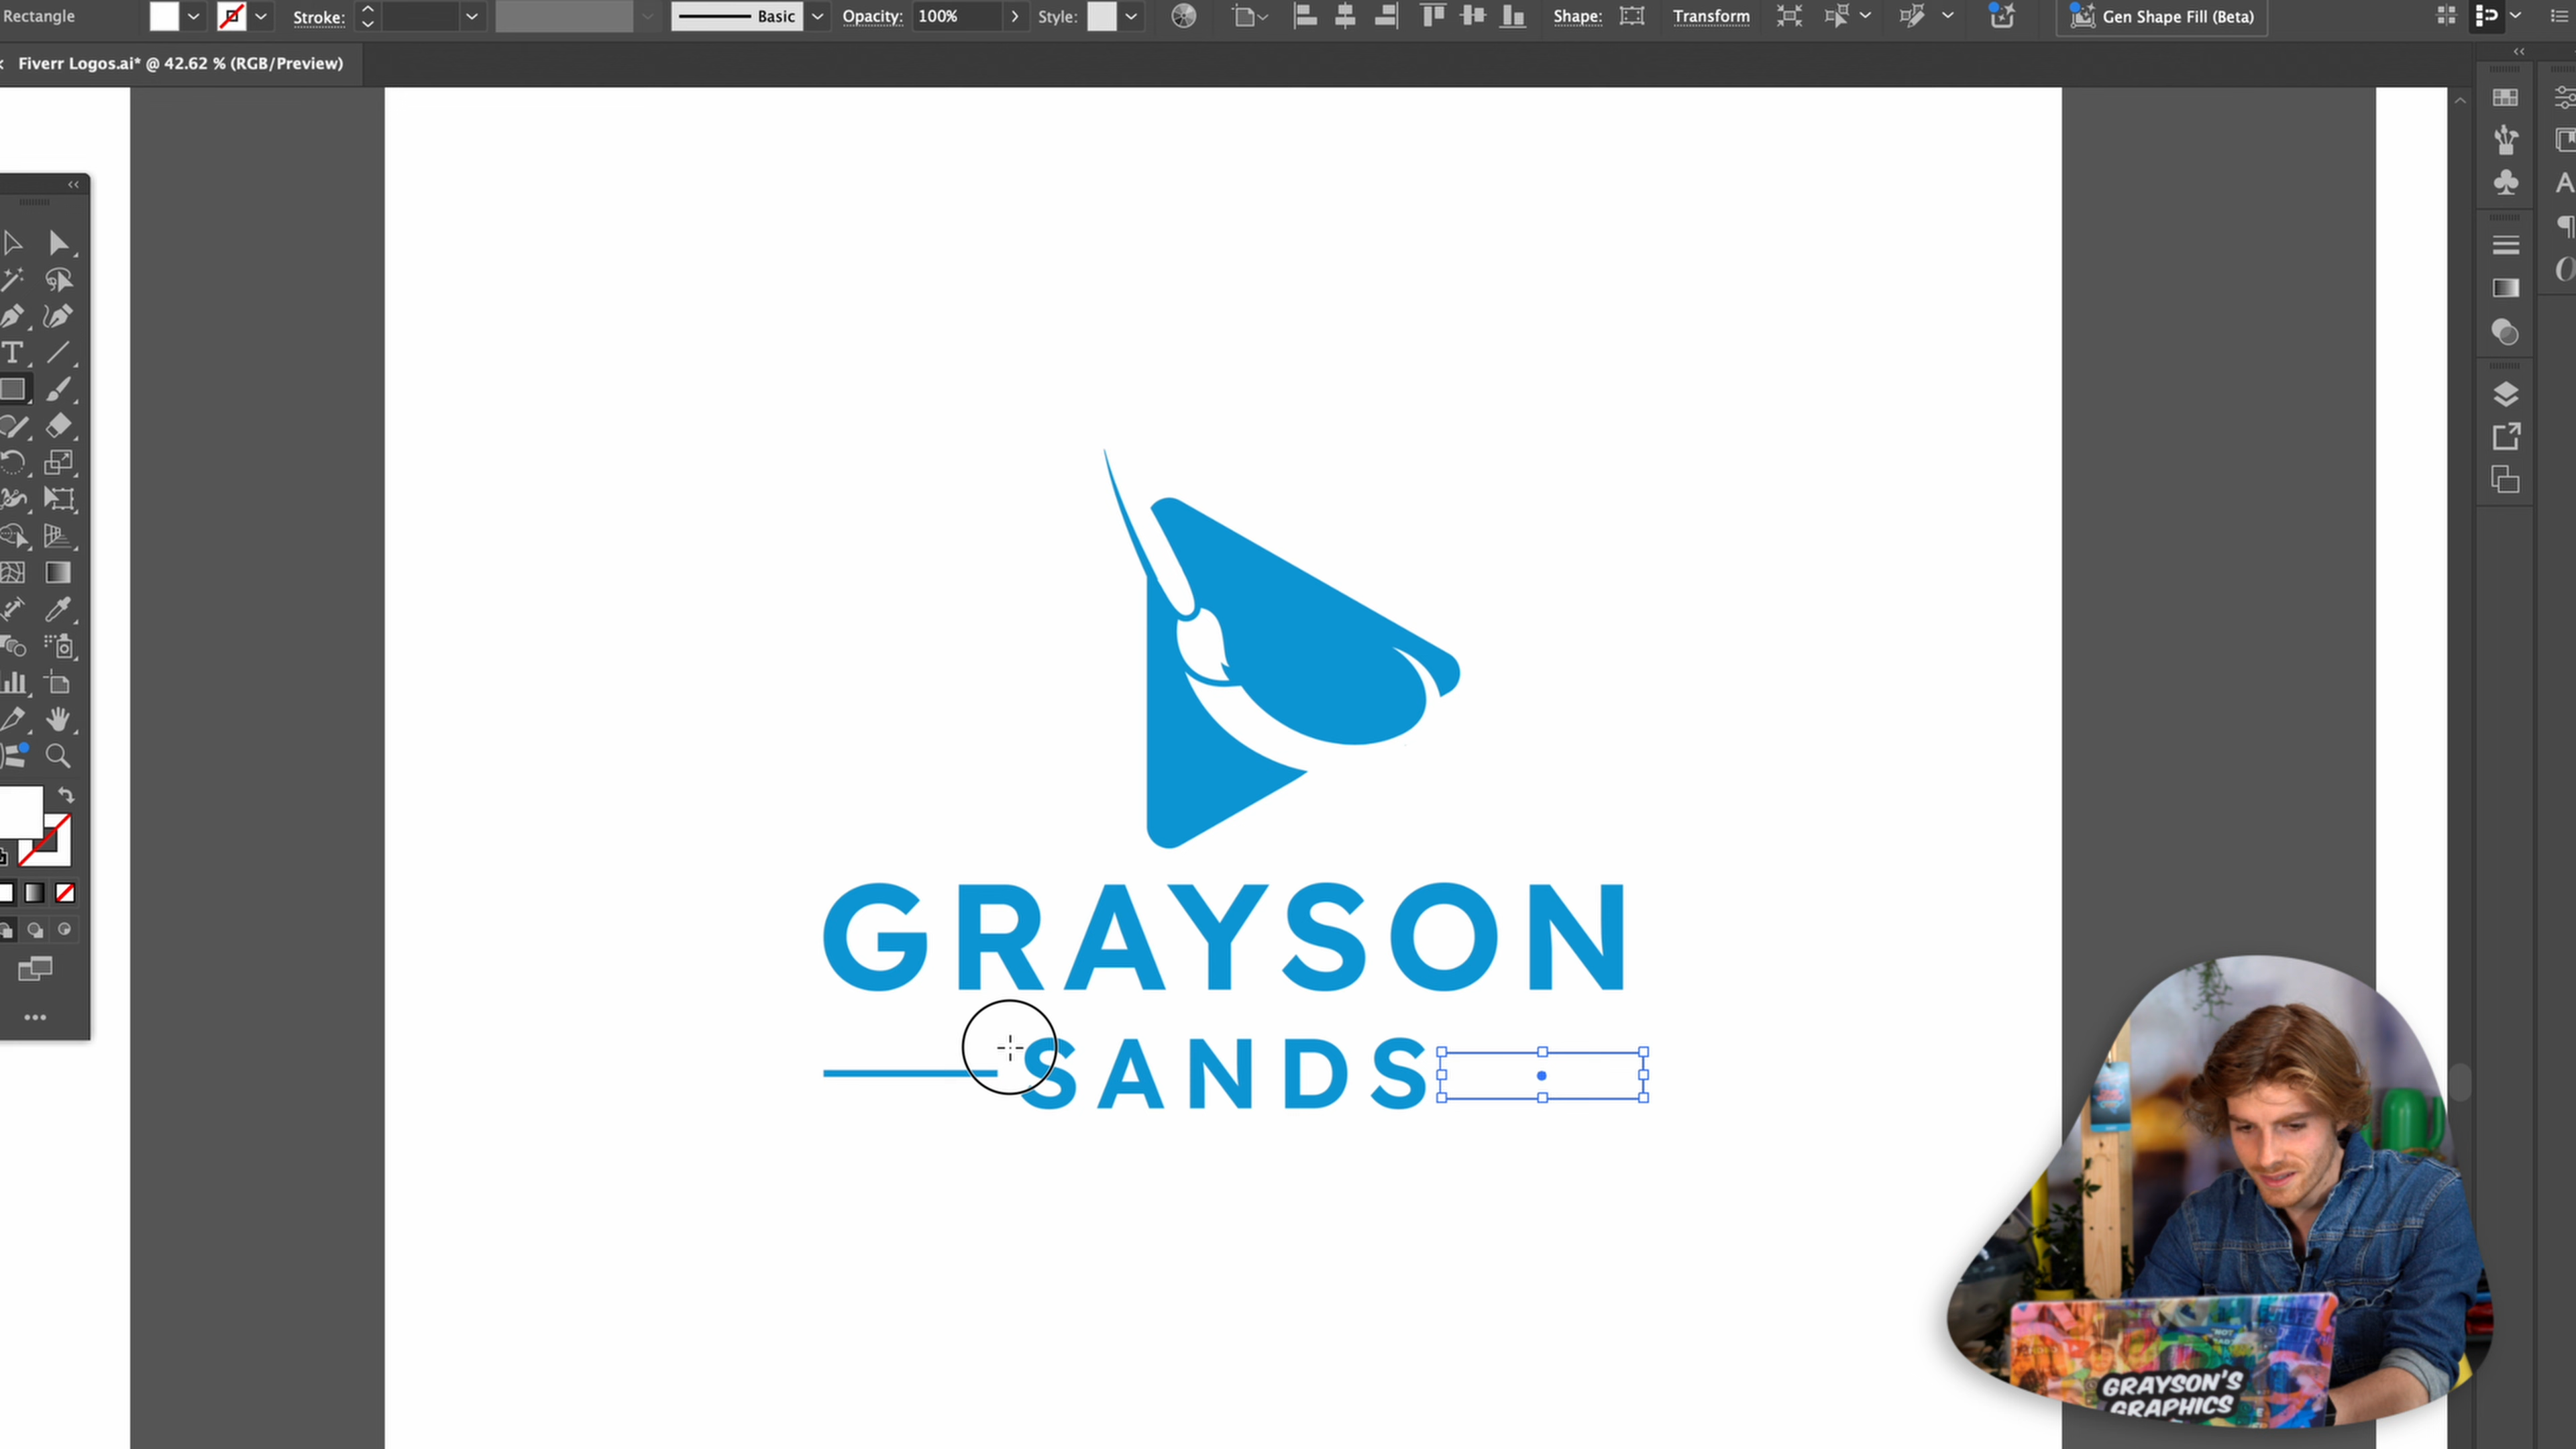 Rectangle
Stroke:
Basic
Opacity: 100%
Style:
Shape:
Transform
Gen Shape Fill (Beta)
Fiverr Logos.ai* @ 42.62 % (RGB/Preview)
GRAYSON
SANDS
GRAYSON'S
GRAPHICS